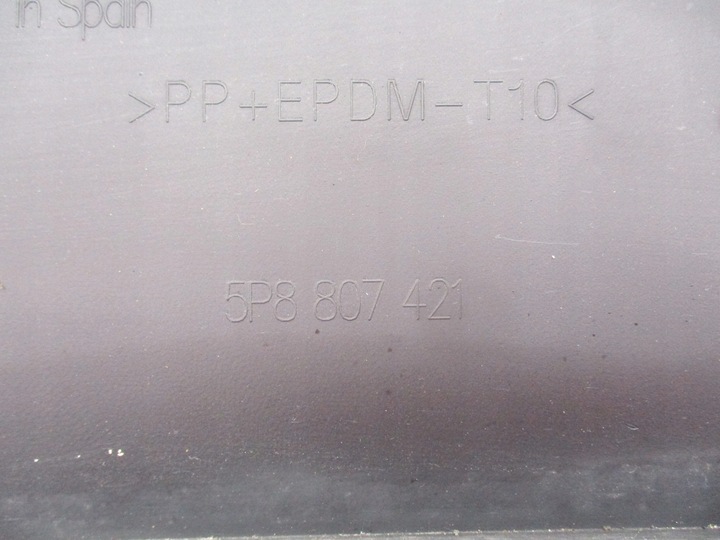 in Spain
>PP+EPDM-T10<
5P8 807 421